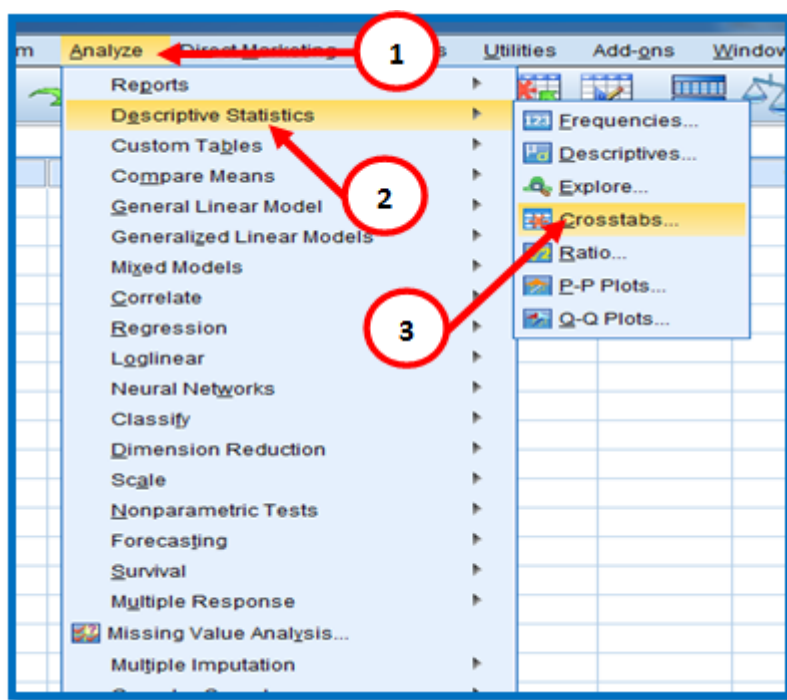 m Analyze Direct Marketing s Utilities Add-ons Window
1
Reports
Descriptive Statistics
Custom Tables
2
Compare Means
General Linear Model
Generalized Linear Models
Mixed Models
Correlate
3
Regression
Loglinear
Neural Networks
Classify
Dimension Reduction
Scale
Nonparametric Tests
Forecasting
Survival
Multiple Response
Missing Value Analysis...
Multiple Imputation
123 Frequencies...
Descriptives...
Explore...
Crosstabs...
Ratio...
P-P Plots...
Q-Q Plots...